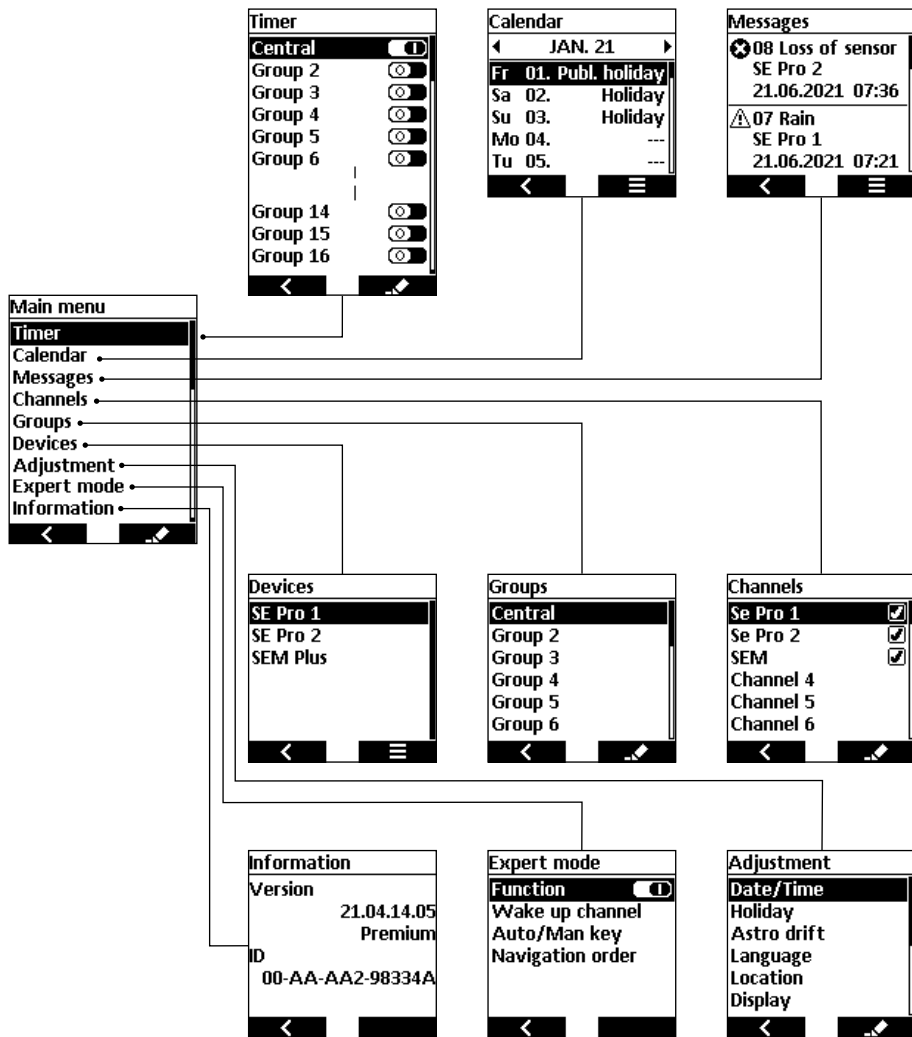 Timer
Central
Group 2
Group 3
Group 4
Group 5
Group 6
Group 14
Group 15
Group 16
Calendar
JAN. 21
Fr 01. Publ. holiday
Sa 02. Holiday
Su 03. Holiday
Mo 04. ---
Tu 05. ---
Messages
08 Loss of sensor
SE Pro 2
21.06.2021 07:36
07 Rain
SE Pro 1
21.06.2021 07:21
Main menu
Timer
Calendar
Messages
Channels
Groups
Devices
Adjustment
Expert mode
Information
Devices
SE Pro 1
SE Pro 2
SEM Plus
Groups
Central
Group 2
Group 3
Group 4
Group 5
Group 6
Channels
Se Pro 1
Se Pro 2
SEM
Channel 4
Channel 5
Channel 6
Information
Version
21.04.14.05
Premium
ID
00-AA-AA2-98334A
Expert mode
Function
Wake up channel
Auto/Man key
Navigation order
Adjustment
Date/Time
Holiday
Astro drift
Language
Location
Display